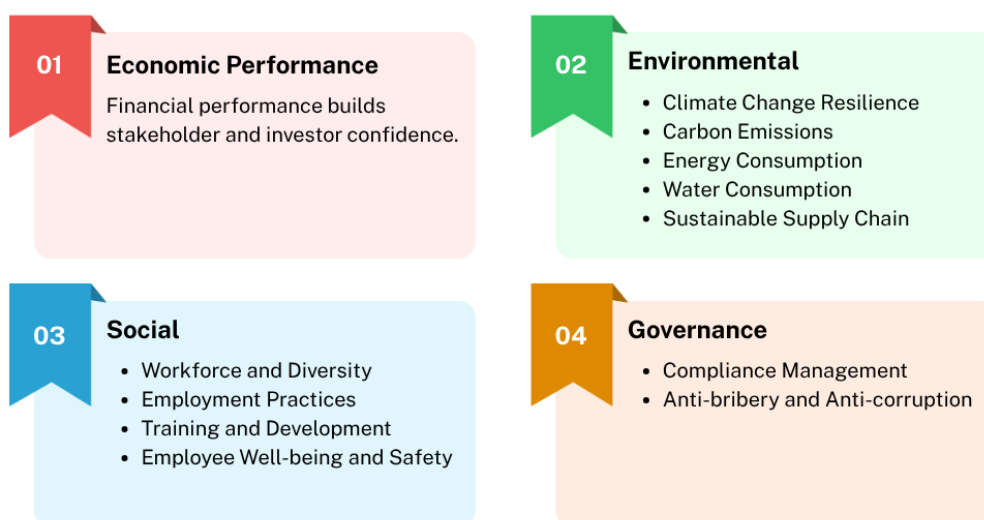 01
Economic Performance
Financial performance builds
stakeholder and investor confidence.
02
Environmental
• Climate Change Resilience
• Carbon Emissions
• Energy Consumption
• Water Consumption
• Sustainable Supply Chain
03
Social
• Workforce and Diversity
• Employment Practices
• Training and Development
• Employee Well-being and Safety
04
Governance
• Compliance Management
• Anti-bribery and Anti-corruption